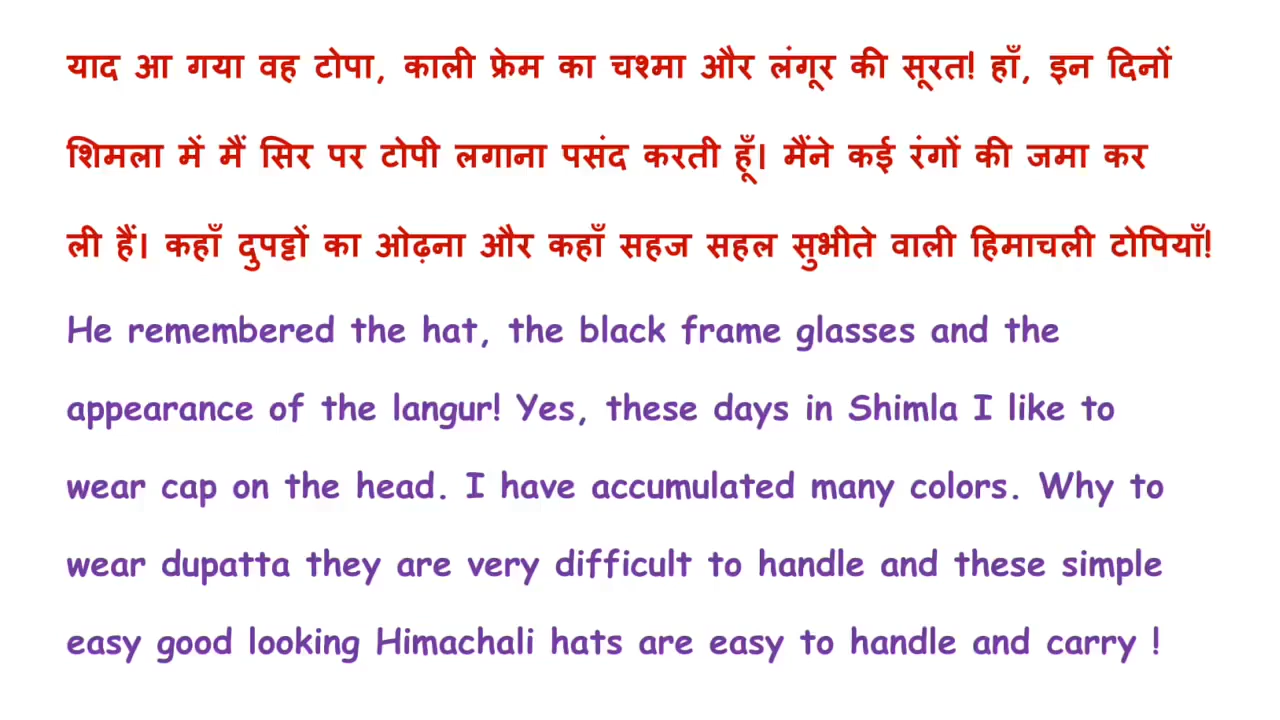 याद आ गया वह टोपा, काली फ्रेम का चश्मा और लंगूर की सूरत! हाँ, इन दिनों
शिमला में मैं सिर पर टोपी लगाना पसंद करती हूँ। मैंने कई रंगों की जमा कर
ली हैं। कहाँ दुपट्टों का ओढ़ना और कहाँ सहज सहल सुभीते वाली हिमाचली टोपियाँ!
He remembered the hat, the black frame glasses and the
appearance of the langur! Yes, these days in Shimla I like to
wear cap on the head. I have accumulated many colors. Why to
wear dupatta they are very difficult to handle and these simple
easy good looking Himachali hats are easy to handle and carry !